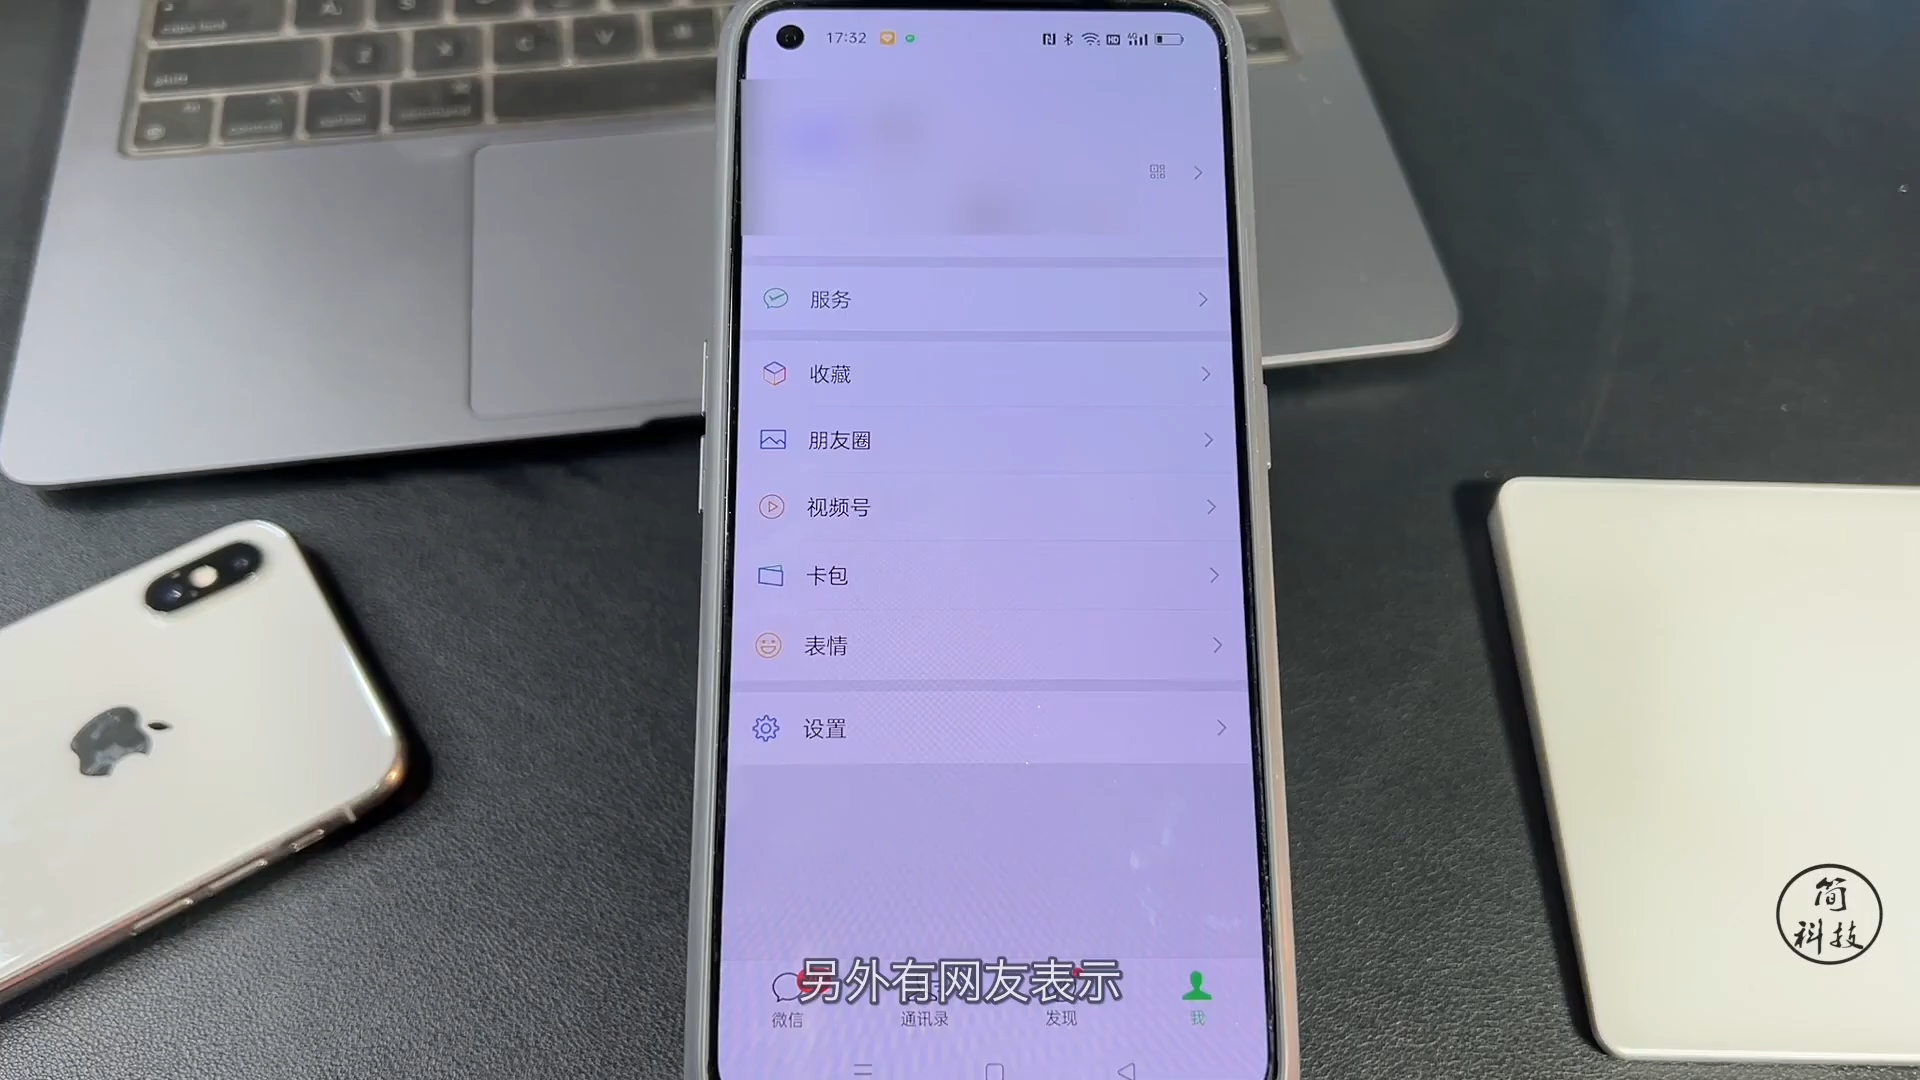 17:32
服务
收藏
朋友圈
视频号
卡包
表情
设置
另外有网友表示
微信
通讯录
发现
我
简
科技